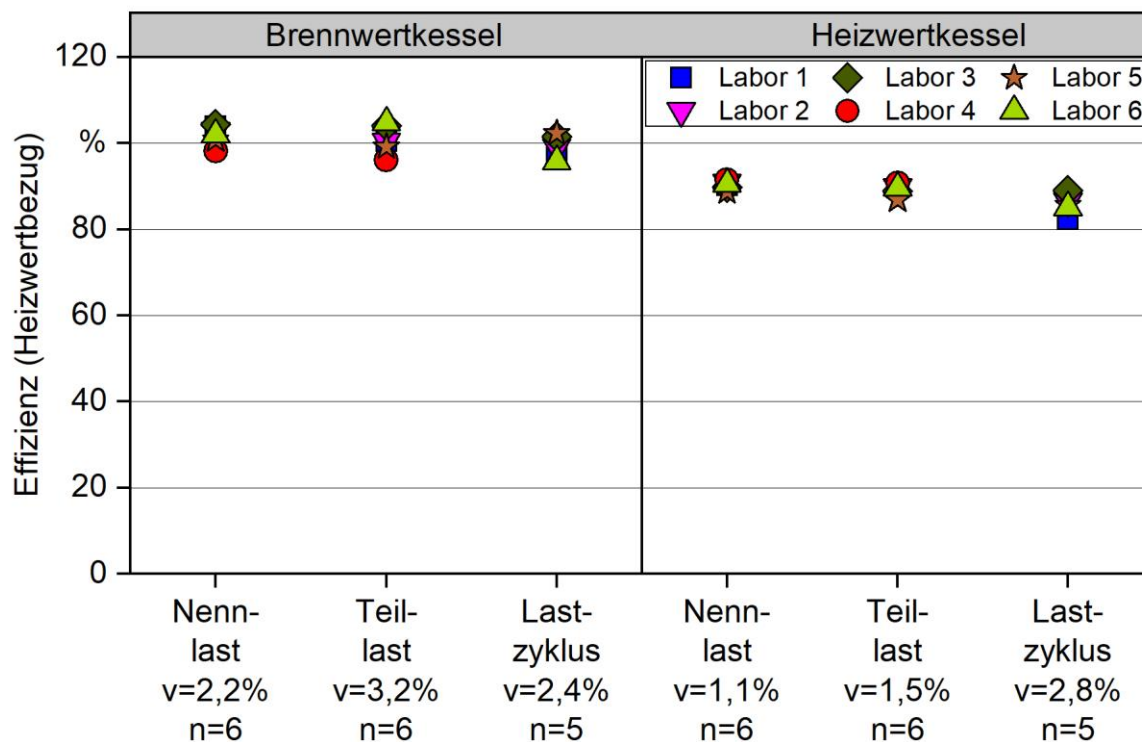 Brennwertkessel Heizwertkessel
Labor 1 Labor 3 Labor 5
Labor 2 Labor 4 Labor 6
Effizienz (Heizwertbezug)
120
%
80
60
40
20
0
Nenn- Teil- Last- Nenn- Teil- Last-
last last zyklus last last zyklus
v=2,2% v=3,2% v=2,4% v=1,1% v=1,5% v=2,8%
n=6 n=6 n=5 n=6 n=6 n=5